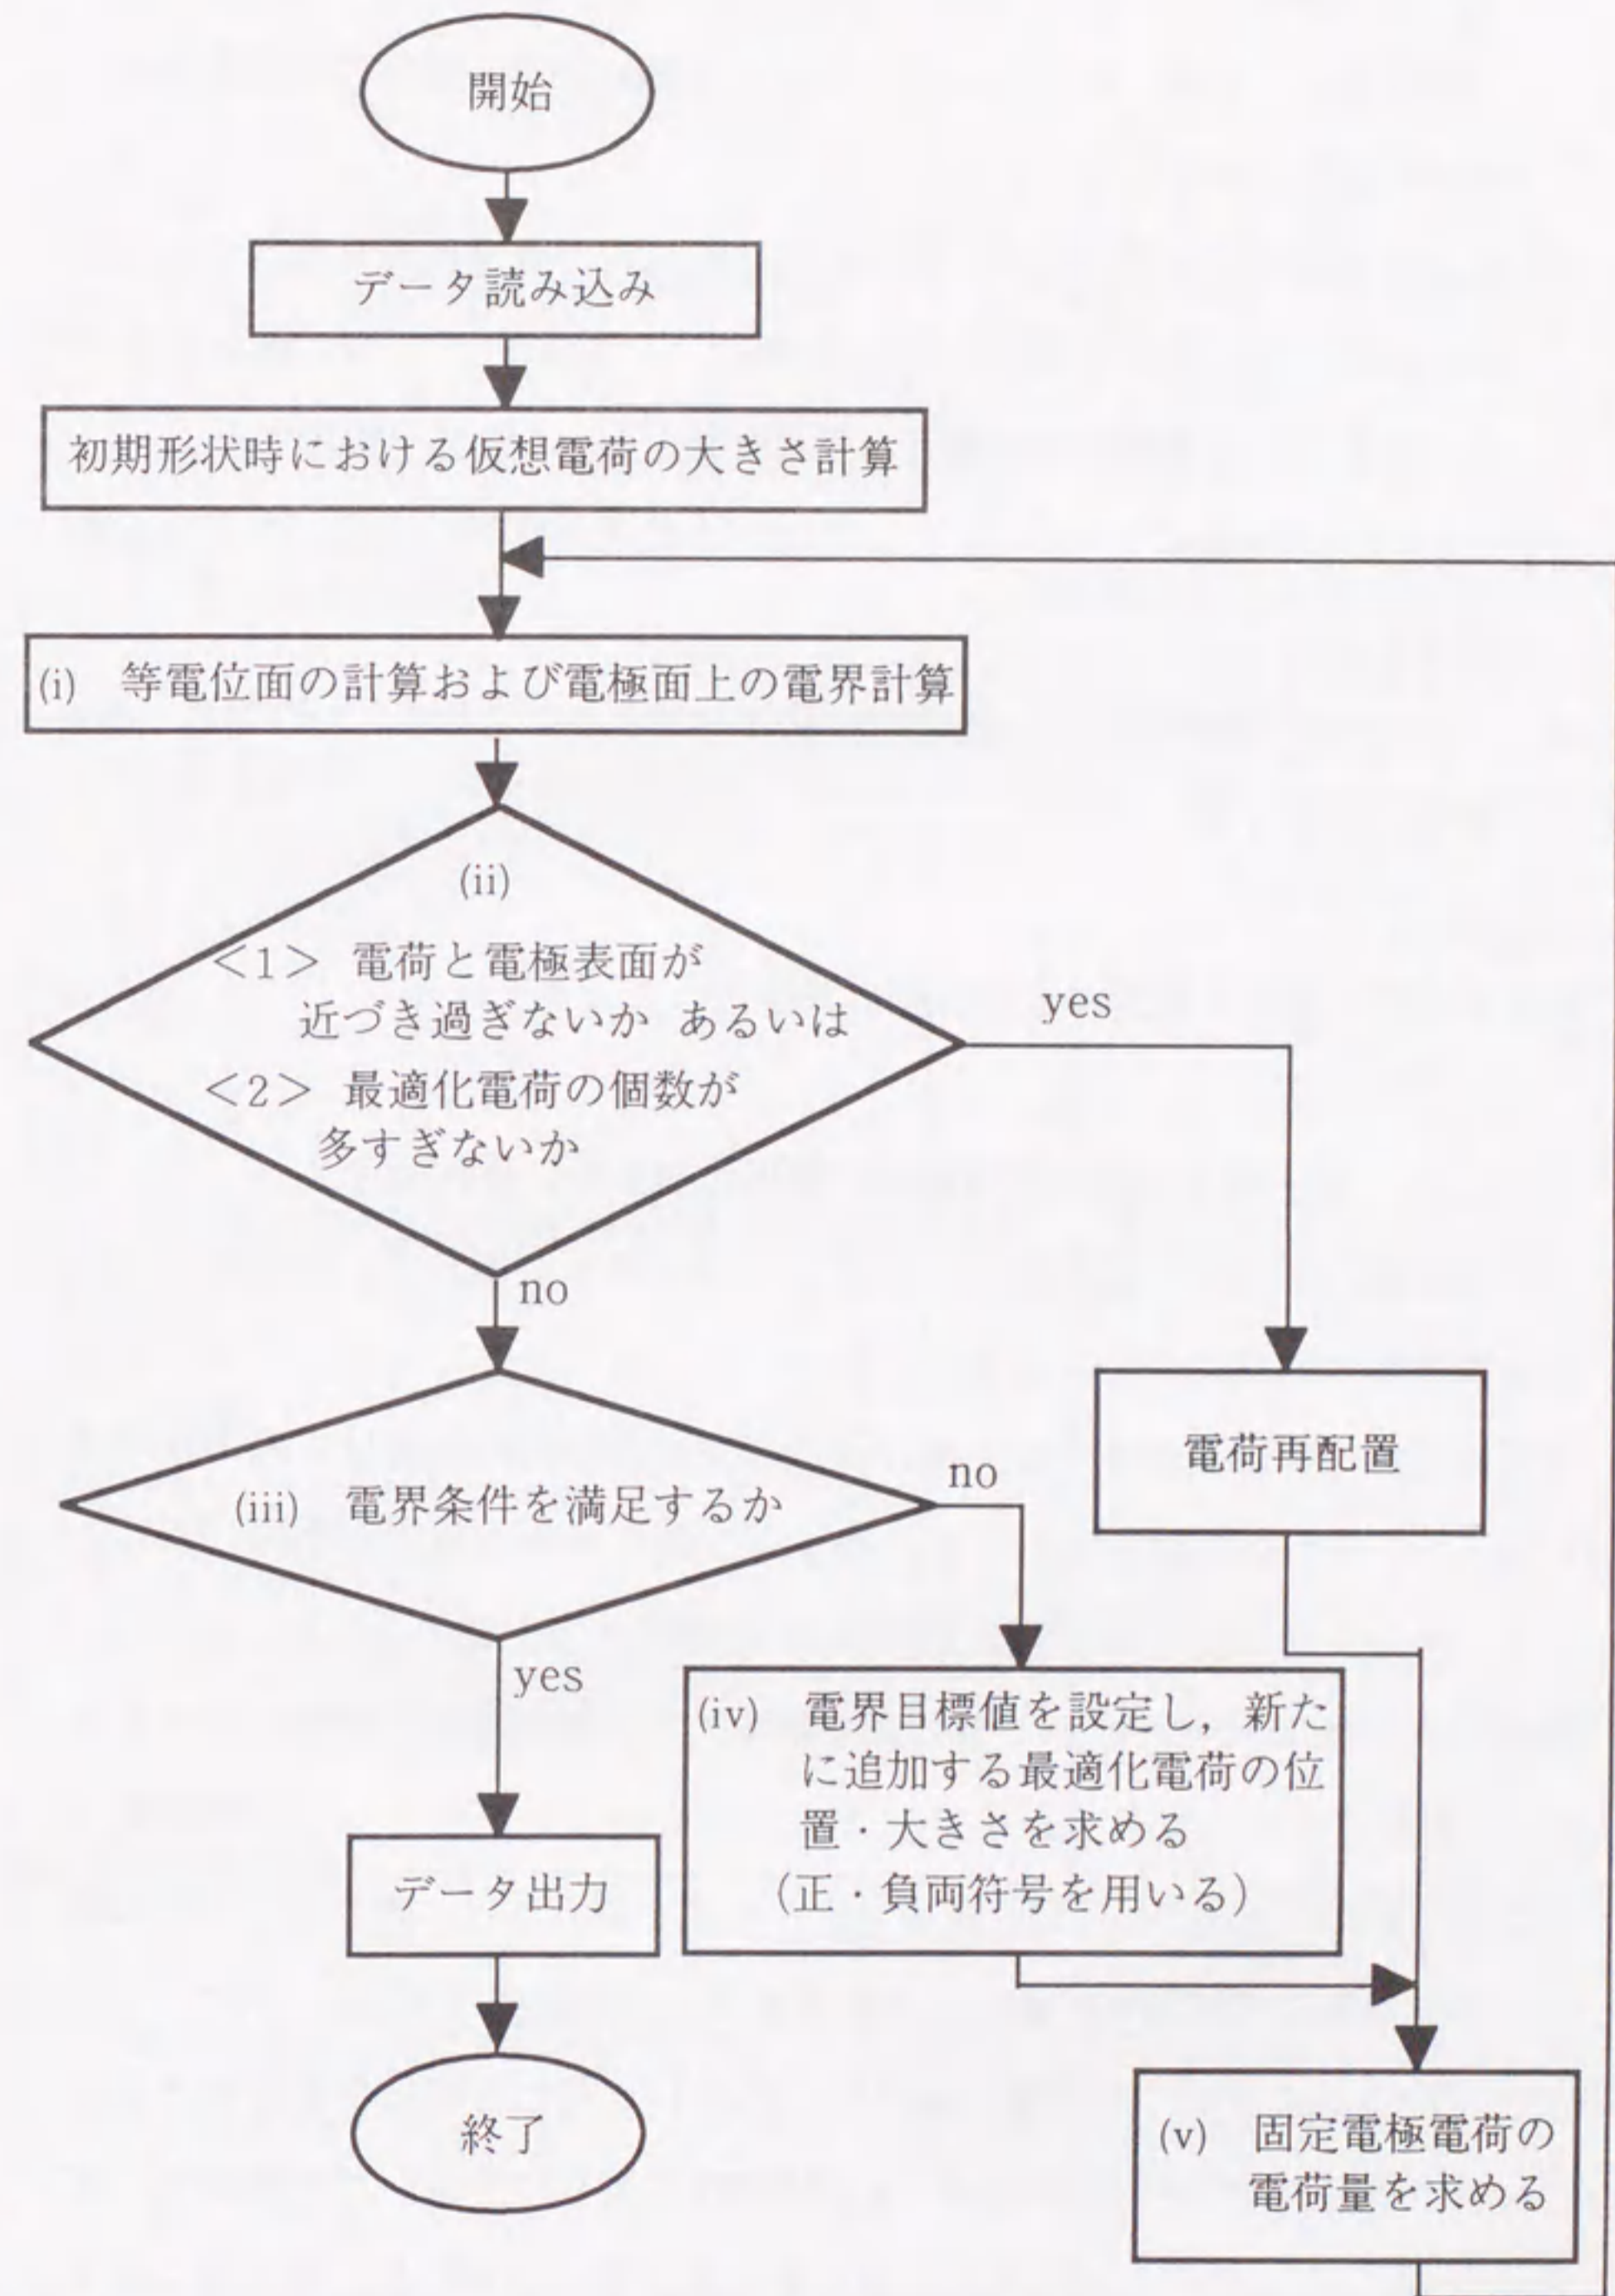 開始
データ読み込み
初期形状時における仮想電荷の大きさ計算
(i) 等電位面の計算および電極面上の電界計算
(ii)
<1> 電荷と電極表面が
近づき過ぎないか あるいは
<2> 最適化電荷の個数が
多すぎないか
yes
no
電荷再配置
(iii) 電界条件を満足するか
no
yes
(iv) 電界目標値を設定し，新た
に追加する最適化電荷の位
置・大きさを求める
（正・負両符号を用いる）
データ出力
終了
(v) 固定電極電荷の
電荷量を求める